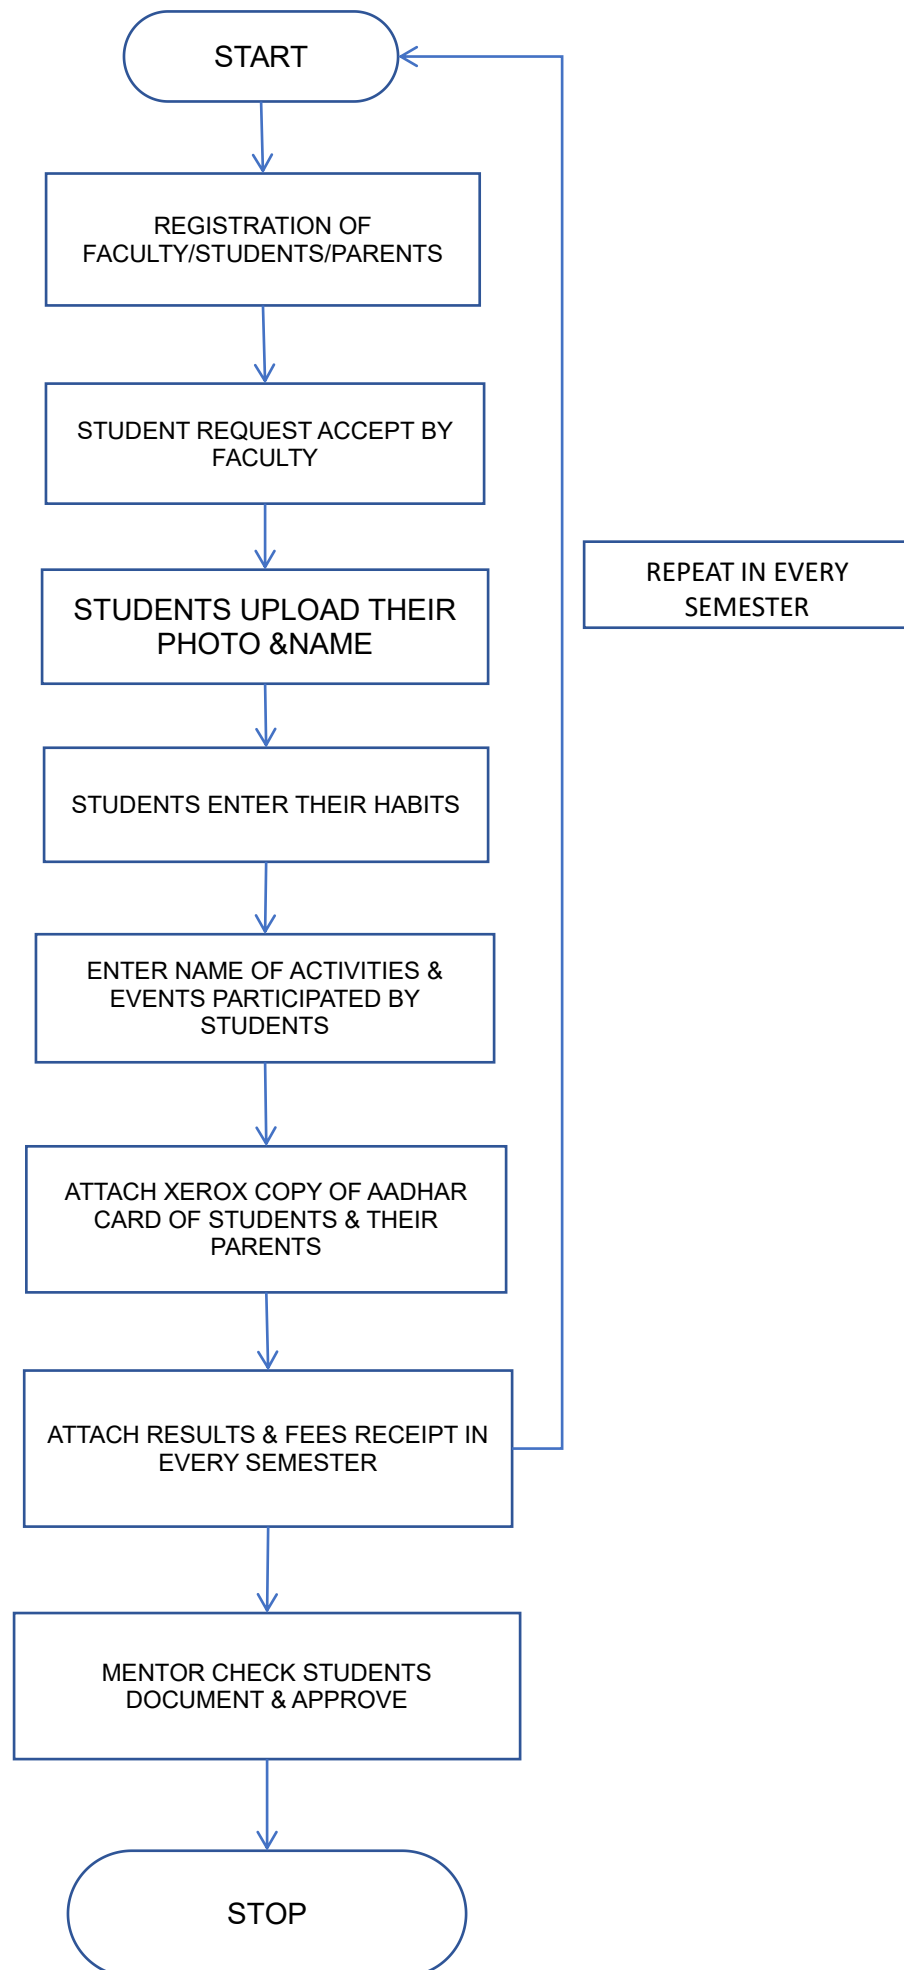 START
REGISTRATION OF
FACULTY/STUDENTS/PARENTS
STUDENT REQUEST ACCEPT BY
FACULTY
STUDENTS UPLOAD THEIR
PHOTO &NAME
REPEAT IN EVERY
SEMESTER
STUDENTS ENTER THEIR HABITS
ENTER NAME OF ACTIVITIES &
EVENTS PARTICIPATED BY
STUDENTS
ATTACH XEROX COPY OF AADHAR
CARD OF STUDENTS & THEIR
PARENTS
ATTACH RESULTS & FEES RECEIPT IN
EVERY SEMESTER
MENTOR CHECK STUDENTS
DOCUMENT & APPROVE
STOP